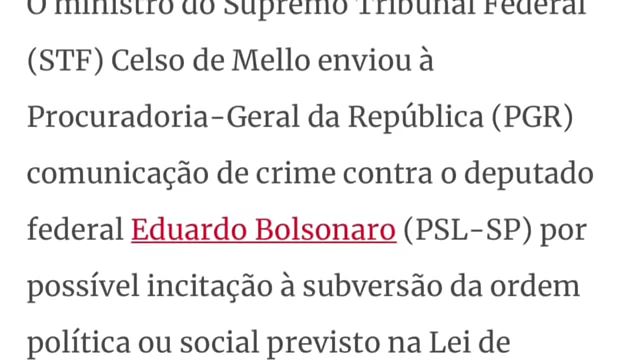 O ministro do Supremo Tribunal Federal
(STF) Celso de Mello enviou à
Procuradoria-Geral da República (PGR)
comunicação de crime contra o deputado
federal Eduardo Bolsonaro (PSL-SP) por
possível incitação à subversão da ordem
política ou social previsto na Lei de